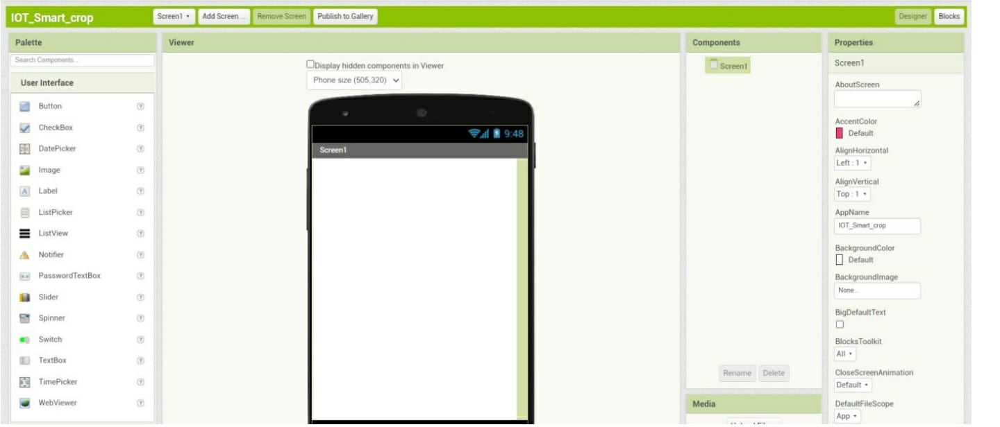 IOT_Smart_crop
Screen1
Add Screen ...
Remove Screen
Publish to Gallery
Designer
Blocks
Palette
Search Components...
User Interface
Button
CheckBox
DatePicker
Image
Label
ListPicker
ListView
Notifier
PasswordTextBox
Slider
Spinner
Switch
TextBox
TimePicker
WebViewer
Viewer
Display hidden components in Viewer
Phone size (505,320)
9:48
Screen1
Components
Screen1
Rename
Delete
Media
Properties
Screen1
AboutScreen
AccentColor
Default
AlignHorizontal
Left : 1
AlignVertical
Top : 1
AppName
IOT_Smart_crop
BackgroundColor
Default
BackgroundImage
None...
BigDefaultText
BlocksToolkit
All
CloseScreenAnimation
Default
DefaultFileScope
App